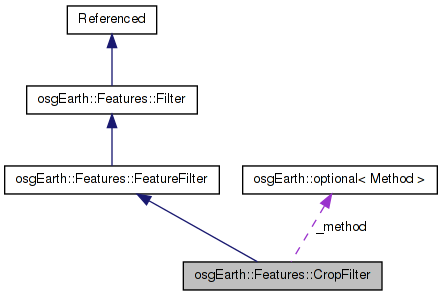 Referenced
osgEarth::Features::Filter
osgEarth::Features::FeatureFilter
osgEarth::optional< Method >
_method
osgEarth::Features::CropFilter